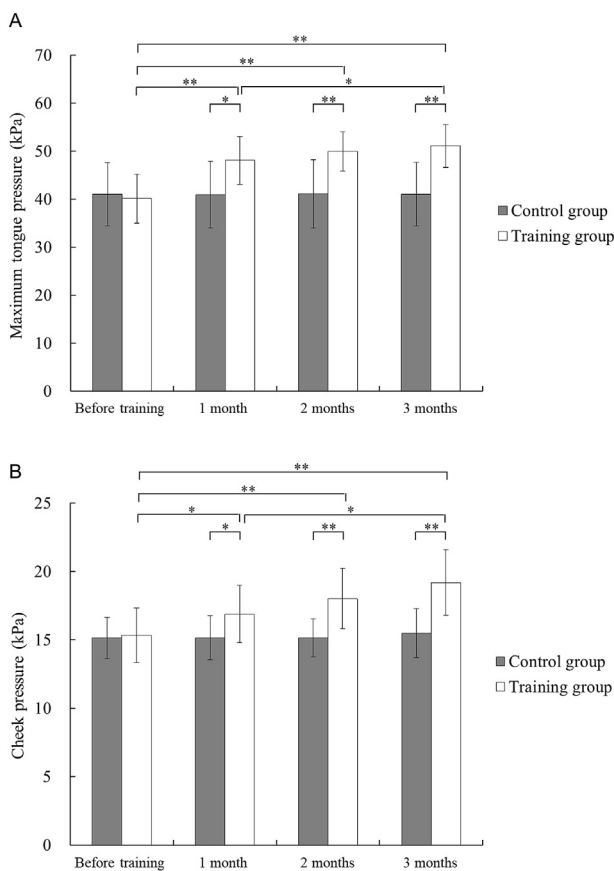 A
Maximum tongue pressure (kPa)
70
60
50
40
30
20
10
0
**
**
**
*
*
**
**
Control group
Training group
Before training
1 month
2 months
3 months
B
Cheek pressure (kPa)
25
20
15
10
5
0
**
**
*
*
*
**
**
Control group
Training group
Before training
1 month
2 months
3 months